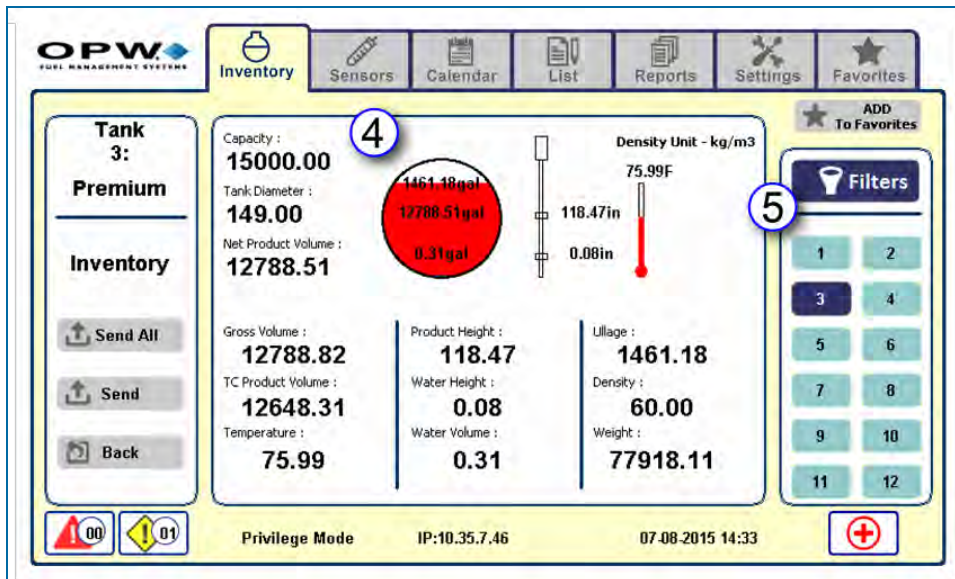 OPW
FUEL MANAGEMENT SYSTEMS
Inventory
Sensors
Calendar
List
Reports
Settings
Favorites
ADD
To Favorites
Tank
3:
Premium
Inventory
Send All
Send
Back
4
Capacity :
15000.00
Tank Diameter :
149.00
Net Product Volume :
12788.51
1461.18gal
12788.51gal
0.31gal
118.47in
0.08in
Density Unit - kg/m3
75.99F
Gross Volume :
12788.82
TC Product Volume :
12648.31
Temperature :
75.99
Product Height :
118.47
Water Height :
0.08
Water Volume :
0.31
Ullage :
1461.18
Density :
60.00
Weight :
77918.11
5
Filters
1 2
3 4
5 6
7 8
9 10
11 12
00
01
Privilege Mode
IP:10.35.7.46
07-08-2015 14:33